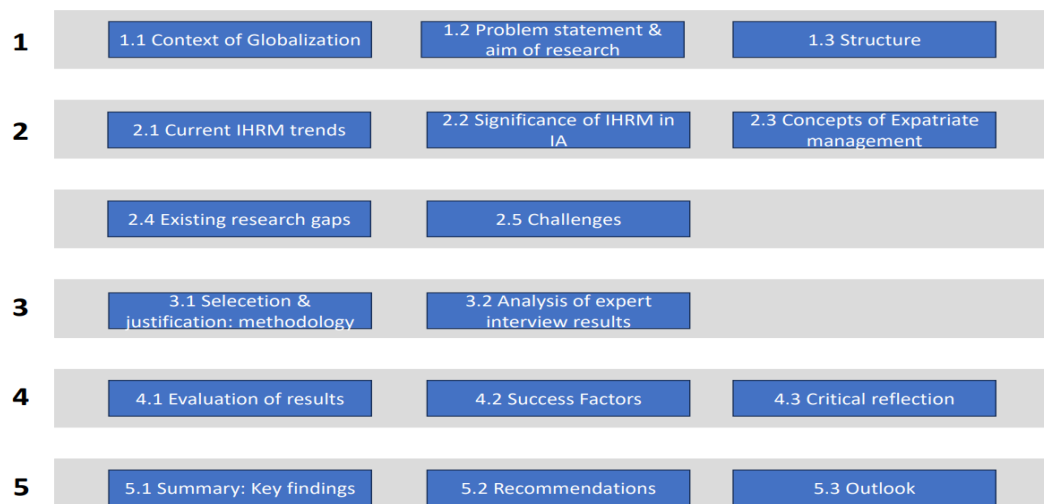 1
1.1 Context of Globalization
1.2 Problem statement &
aim of research
1.3 Structure
2
2.1 Current IHRM trends
2.2 Significance of IHRM in
IA
2.3 Concepts of Expatriate
management
2.4 Existing research gaps
2.5 Challenges
3
3.1 Selecetion &
justification: methodology
3.2 Analysis of expert
interview results
4
4.1 Evaluation of results
4.2 Success Factors
4.3 Critical reflection
5
5.1 Summary: Key findings
5.2 Recommendations
5.3 Outlook